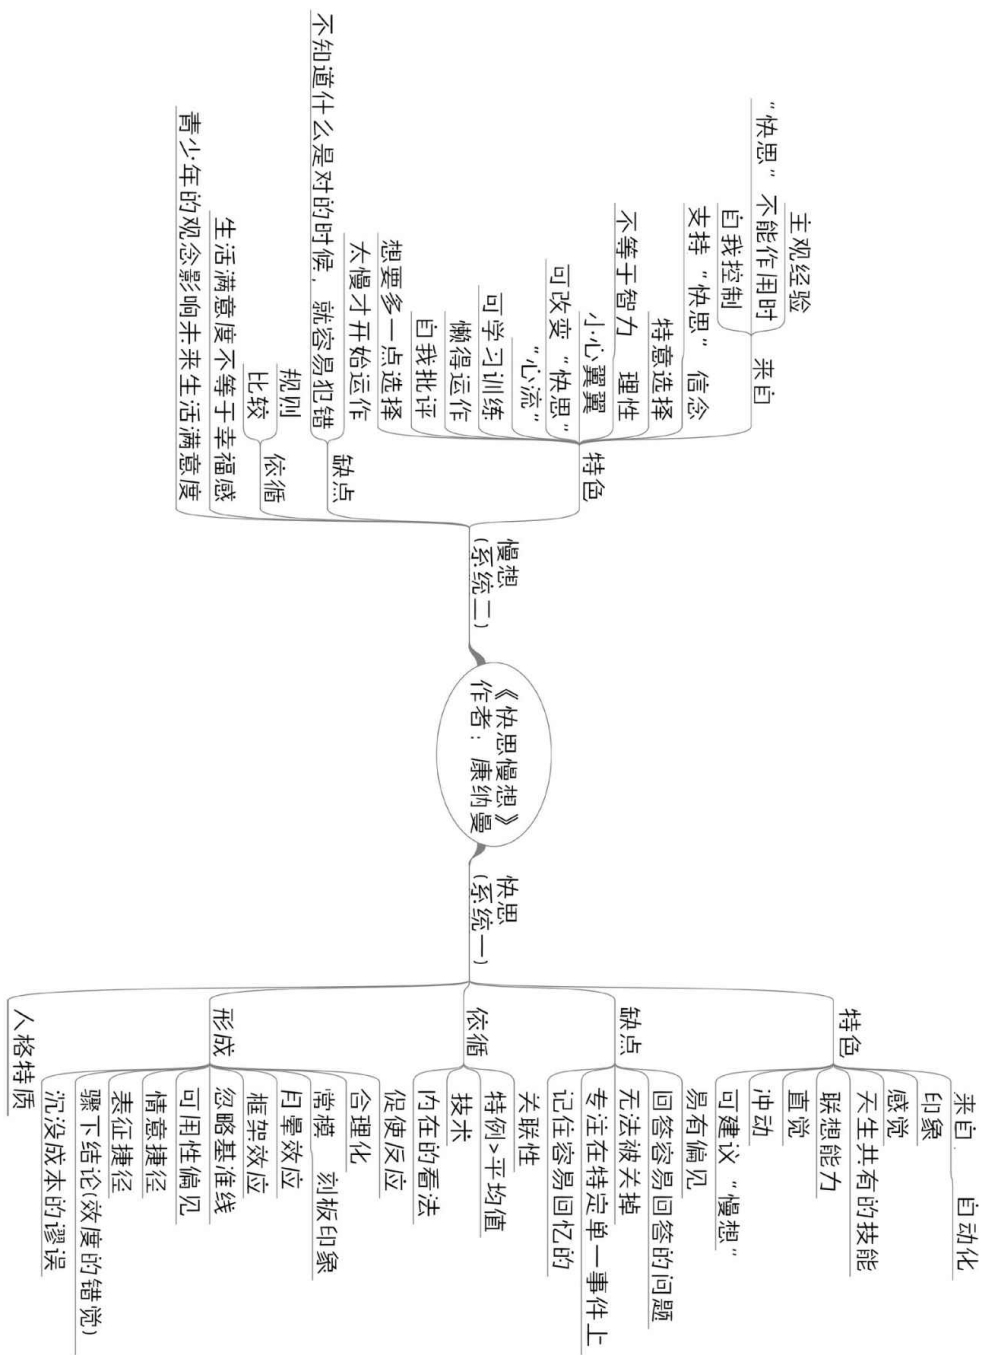 《快思慢想》
作者：康纳曼
慢想
(系统二)
特色
来自
主观经验
“快思”不能作用时
自我控制
支持“快思”信念
特意选择
不等于智力 理性
小心翼翼
可改变“快思”
“心流”
可学习训练
懒得运作
自我批评
想要多一点选择
缺点
太慢才开始运作
不知道什么是对的时候，就容易犯错
依循
规则
比较
生活满意度不等于幸福感
青少年的观念影响未来生活满意度
快思
(系统一)
特色
来自 自动化
印象
感觉
天生共有的技能
联想能力
直觉
冲动
可建议“慢想”
缺点
易有偏见
回答容易回答的问题
无法被关掉
专注在特定单一事件上
记住容易回忆的
依循
关联性
特例>平均值
技术
内在的看法
形成
促使反应
合理化
常模 刻板印象
月晕效应
框架效应
忽略基准线
可用性偏见
情意捷径
表征捷径
骤下结论(效度的错觉)
沉没成本的谬误
人格特质